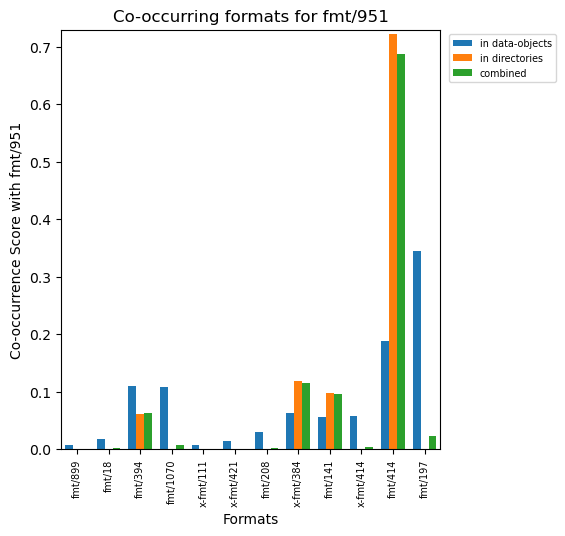 Co-occurring formats for fmt/951
in data-objects
in directories
combined
Co-occurrence Score with fmt/951
0.7
0.6
0.5
0.4
0.3
0.2
0.1
0.0
fmt/899
fmt/18
fmt/394
fmt/1070
x-fmt/111
x-fmt/421
fmt/208
x-fmt/384
fmt/141
x-fmt/414
fmt/414
fmt/197
Formats